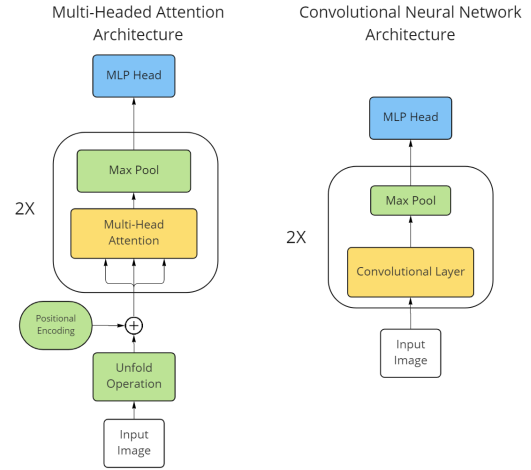 Multi-Headed Attention
Architecture
MLP Head
Max Pool
2X
Multi-Head
Attention
Positional
Encoding
Unfold
Operation
Input
Image
Convolutional Neural Network
Architecture
MLP Head
Max Pool
2X
Convolutional Layer
Input
Image